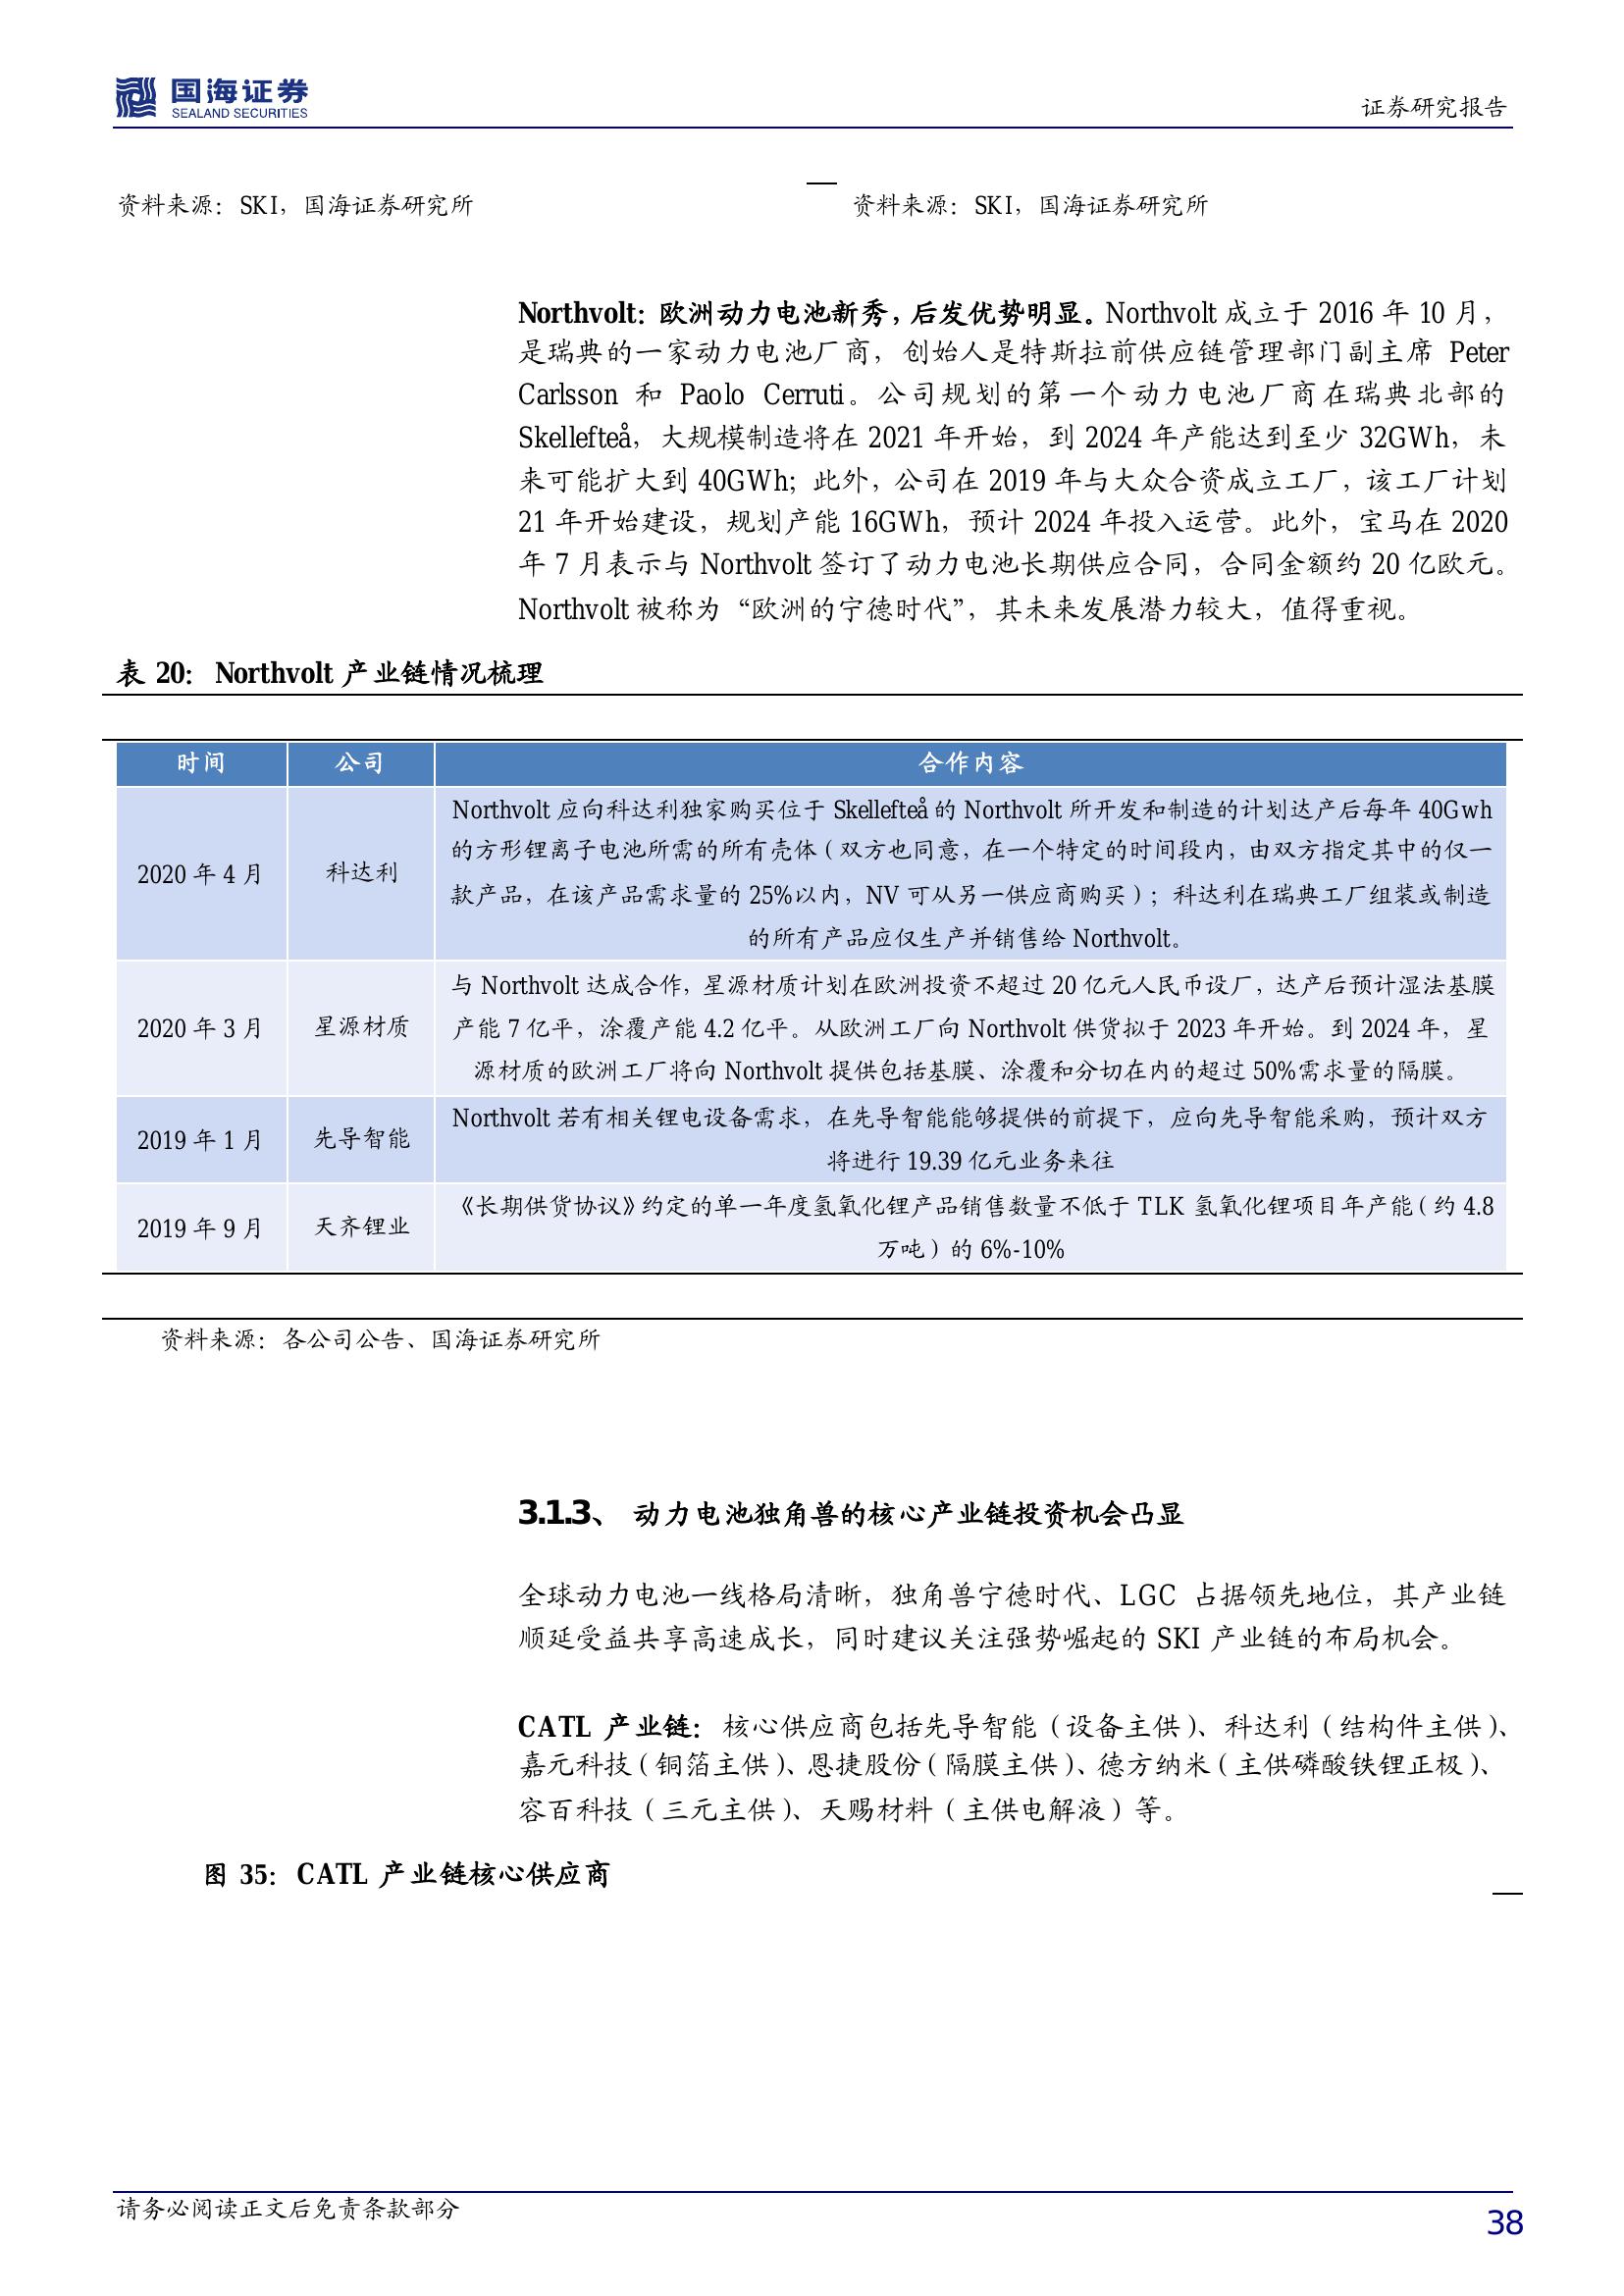 国海证券
SEALAND SECURITIES
证券研究报告
资料来源：SKI，国海证券研究所
资料来源：SKI，国海证券研究所
Northvolt：欧洲动力电池新秀，后发优势明显。Northvolt 成立于 2016 年 10 月，
是瑞典的一家动力电池厂商，创始人是特斯拉前供应链管理部门副主席 Peter
Carlsson 和 Paolo Cerruti。公司规划的第一个动力电池厂商在瑞典北部的
Skellefteå，大规模制造将在 2021 年开始，到 2024 年产能达到至少 32GWh，未
来可能扩大到 40GWh；此外，公司在 2019 年与大众合资成立工厂，该工厂计划
21 年开始建设，规划产能 16GWh，预计 2024 年投入运营。此外，宝马在 2020
年 7 月表示与 Northvolt 签订了动力电池长期供应合同，合同金额约 20 亿欧元。
Northvolt 被称为“欧洲的宁德时代”，其未来发展潜力较大，值得重视。
表 20：Northvolt 产业链情况梳理
时间 公司 合作内容
2020 年 4 月 科达利
Northvolt 应向科达利独家购买位于 Skellefteå 的 Northvolt 所开发和制造的计划达产后每年 40Gwh
的方形锂离子电池所需的所有壳体（双方也同意，在一个特定的时间段内，由双方指定其中的仅一
款产品，在该产品需求量的 25%以内，NV 可从另一供应商购买）；科达利在瑞典工厂组装或制造
的所有产品应仅生产并销售给 Northvolt。
2020 年 3 月 星源材质
与 Northvolt 达成合作，星源材质计划在欧洲投资不超过 20 亿元人民币设厂，达产后预计湿法基膜
产能 7 亿平，涂覆产能 4.2 亿平。从欧洲工厂向 Northvolt 供货拟于 2023 年开始。到 2024 年，星
源材质的欧洲工厂将向 Northvolt 提供包括基膜、涂覆和分切在内的超过 50%需求量的隔膜。
2019 年 1 月 先导智能
Northvolt 若有相关锂电设备需求，在先导智能能够提供的前提下，应向先导智能采购，预计双方
将进行 19.39 亿元业务来往
2019 年 9 月 天齐锂业
《长期供货协议》约定的单一年度氢氧化锂产品销售数量不低于 TLK 氢氧化锂项目年产能（约 4.8
万吨）的 6%-10%
资料来源：各公司公告、国海证券研究所
3.1.3、 动力电池独角兽的核心产业链投资机会凸显
全球动力电池一线格局清晰，独角兽宁德时代、LGC 占据领先地位，其产业链
顺延受益共享高速成长，同时建议关注强势崛起的 SKI 产业链的布局机会。
CATL 产业链：核心供应商包括先导智能（设备主供）、科达利（结构件主供）、
嘉元科技（铜箔主供）、恩捷股份（隔膜主供）、德方纳米（主供磷酸铁锂正极）、
容百科技（三元主供）、天赐材料（主供电解液）等。
图 35：CATL 产业链核心供应商
请务必阅读正文后免责条款部分
38